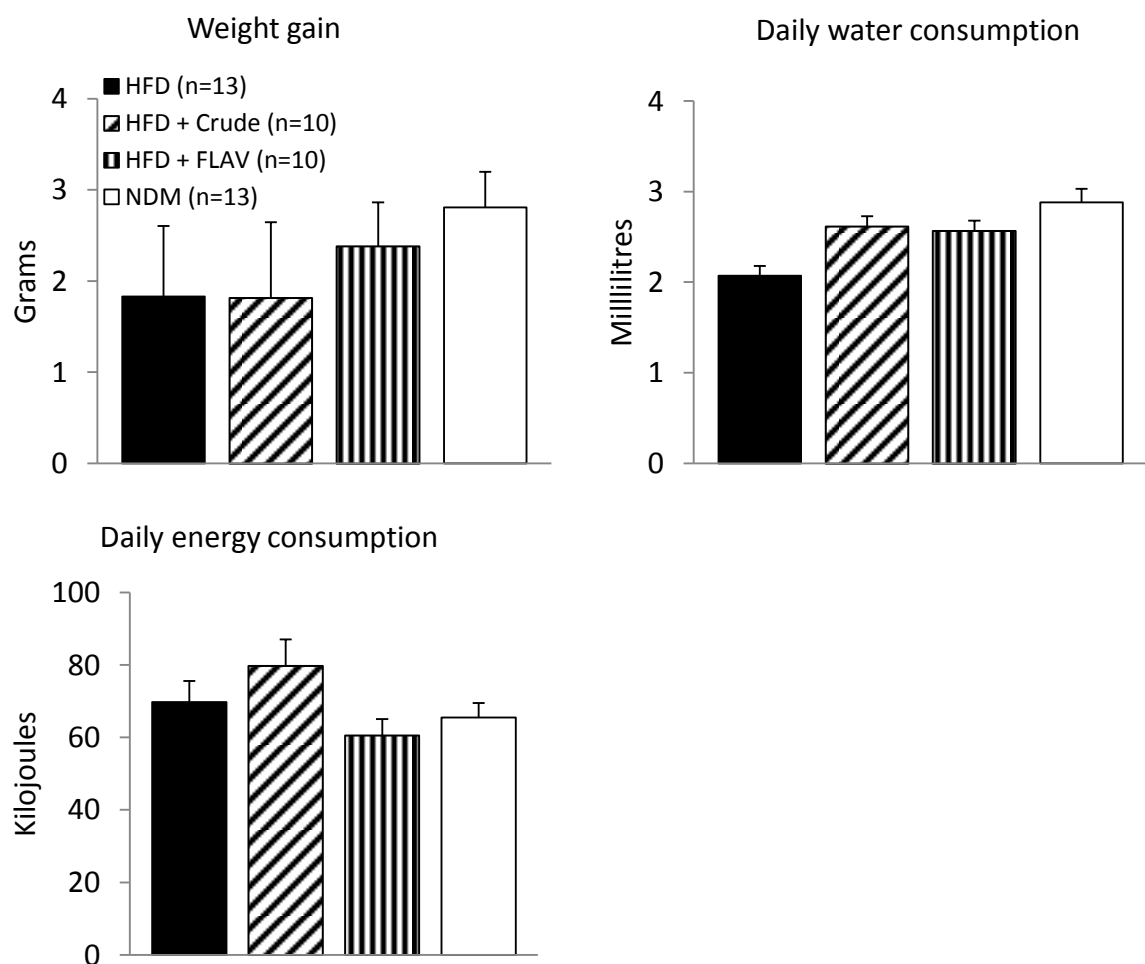 Weight gain
HFD (n=13)
HFD + Crude (n=10)
HFD + FLAV (n=10)
NDM (n=13)
4
3
2
1
0
Grams
Daily water consumption
4
3
2
1
0
Milllilitres
Daily energy consumption
100
80
60
40
20
0
Kilojoules